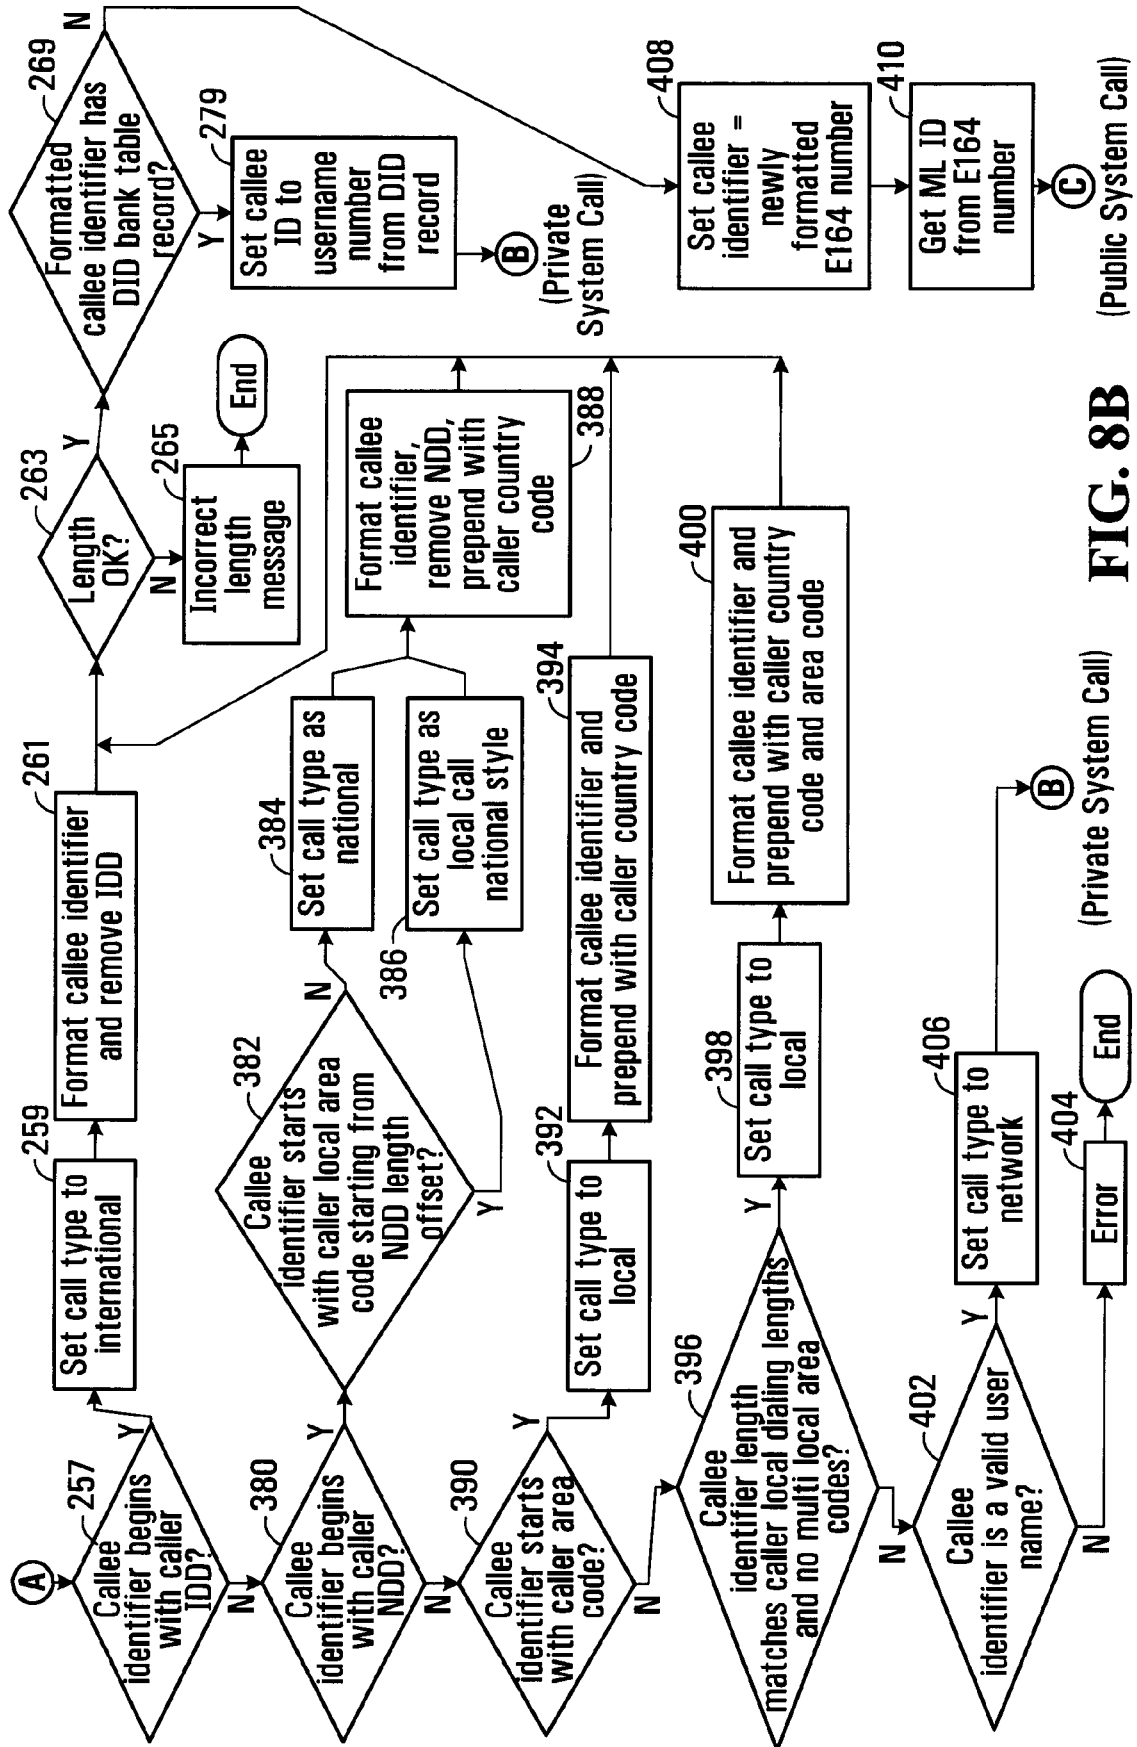 A
257
Callee
identifier begins
with caller
IDD?
Y
N
259
Set call type to
international
261
Format callee identifier
and remove IDD
263
Length
OK?
Y
N
265
Incorrect
length
message
End
269
Formatted
callee identifier has
DID bank table
record?
N
Y
279
Set callee
ID to
username
number
from DID
record
B
(Private
System Call)
380
Callee
identifier begins
with caller
NDD?
Y
N
382
Callee
identifier starts
with caller local area
code starting from
NDD length
offset?
N
Y
384
Set call type as
national
386
Set call type as
local call
national style
Format callee
identifier,
remove NDD,
prepend with
caller country
code
388
390
Callee
identifier starts
with caller area
code?
Y
N
392
Set call type to
local
394
Format callee identifier and
prepend with caller country code
396
Callee
identifier length
matches caller local dialing lengths
and no multi local area
codes?
Y
N
398
Set call type to
local
400
Format callee identifier and
prepend with caller country
code and area code
402
Callee
identifier is a valid user
name?
Y
N
406
Set call type to
network
B
(Private System Call)
404
Error
End
408
Set callee
identifier =
newly
formatted
E164 number
410
Get ML ID
from E164
number
C
(Public System Call)
FIG. 8B